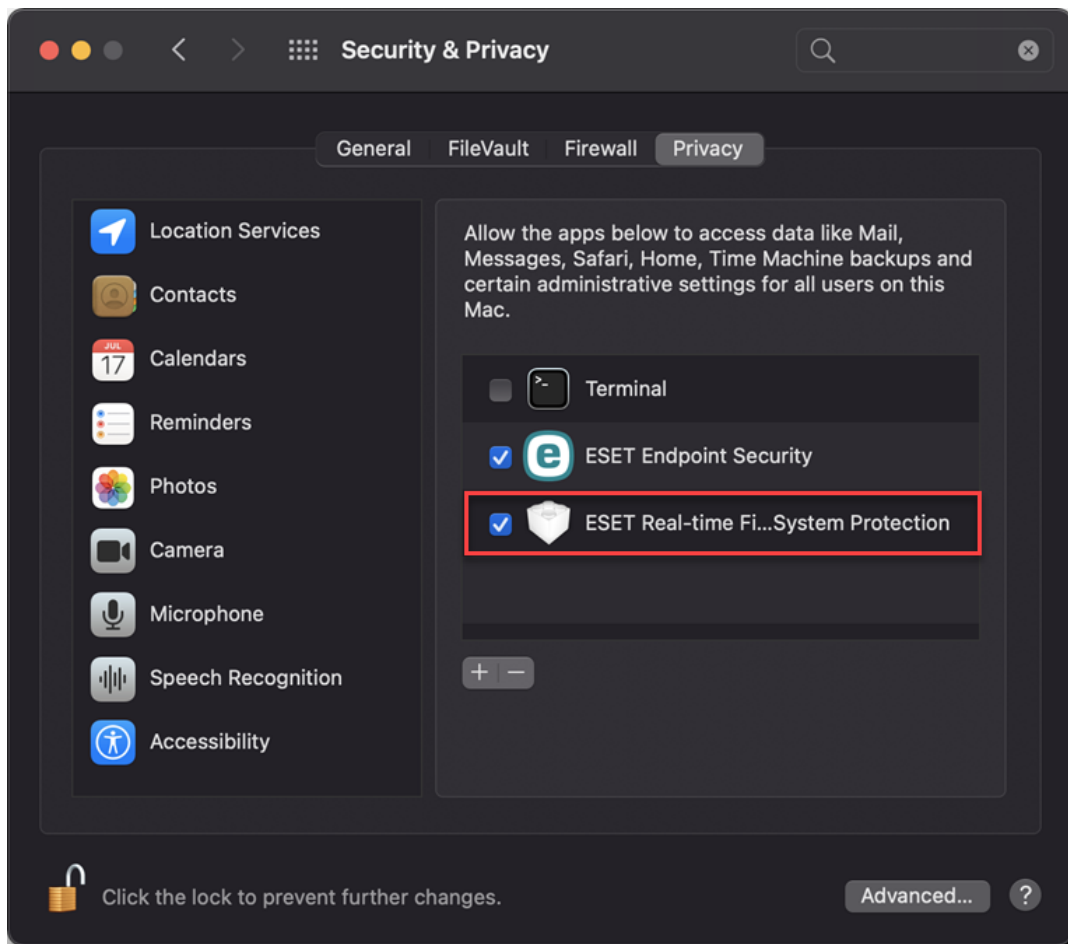 Security & Privacy
General
FileVault
Firewall
Privacy
Location Services
Contacts
JUL
17
Calendars
Reminders
Photos
Camera
Microphone
Speech Recognition
Accessibility
Allow the apps below to access data like Mail,
Messages, Safari, Home, Time Machine backups and
certain administrative settings for all users on this
Mac.
>_
Terminal
e
ESET Endpoint Security
ESET Real-time Fi...System Protection
+
−
Click the lock to prevent further changes.
Advanced...
?